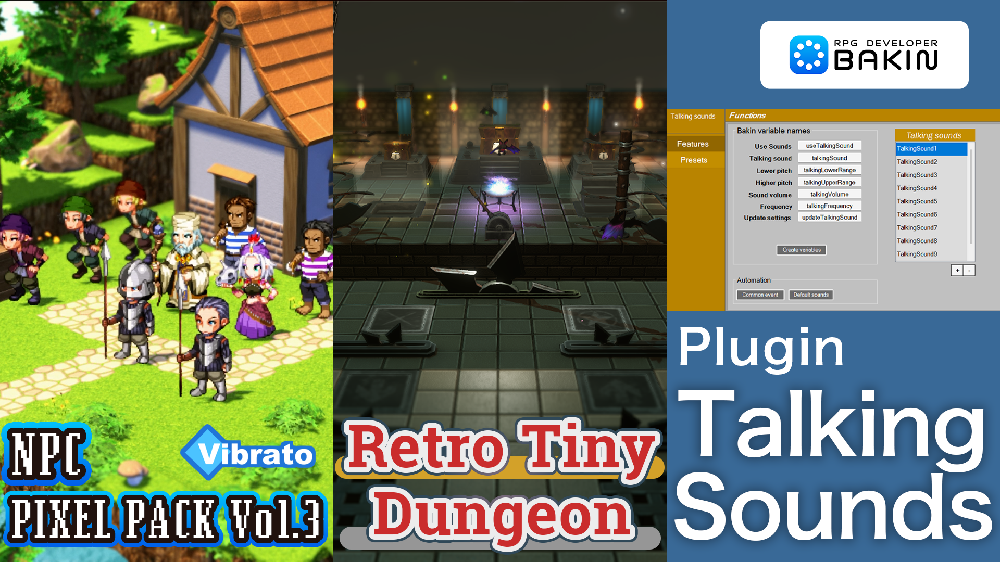 NPC
Vibrato
PIXEL PACK Vol.3
Retro Tiny
Dungeon
RPG DEVELOPER
BAKIN
Talking sounds
Features
Presets
Functions
Bakin variable names
Use Sounds useTalkingSound
Talking sound talkingSound
Lower pitch talkingLowerRange
Higher pitch talkingUpperRange
Sound volume talkingVolume
Frequency talkingFrequency
Update settings updateTalkingSound
Create variables
Automation
Common event Default sounds
Talking sounds
TalkingSound1
TalkingSound2
TalkingSound3
TalkingSound4
TalkingSound5
TalkingSound6
TalkingSound7
TalkingSound8
TalkingSound9
+ -
Plugin
Talking
Sounds